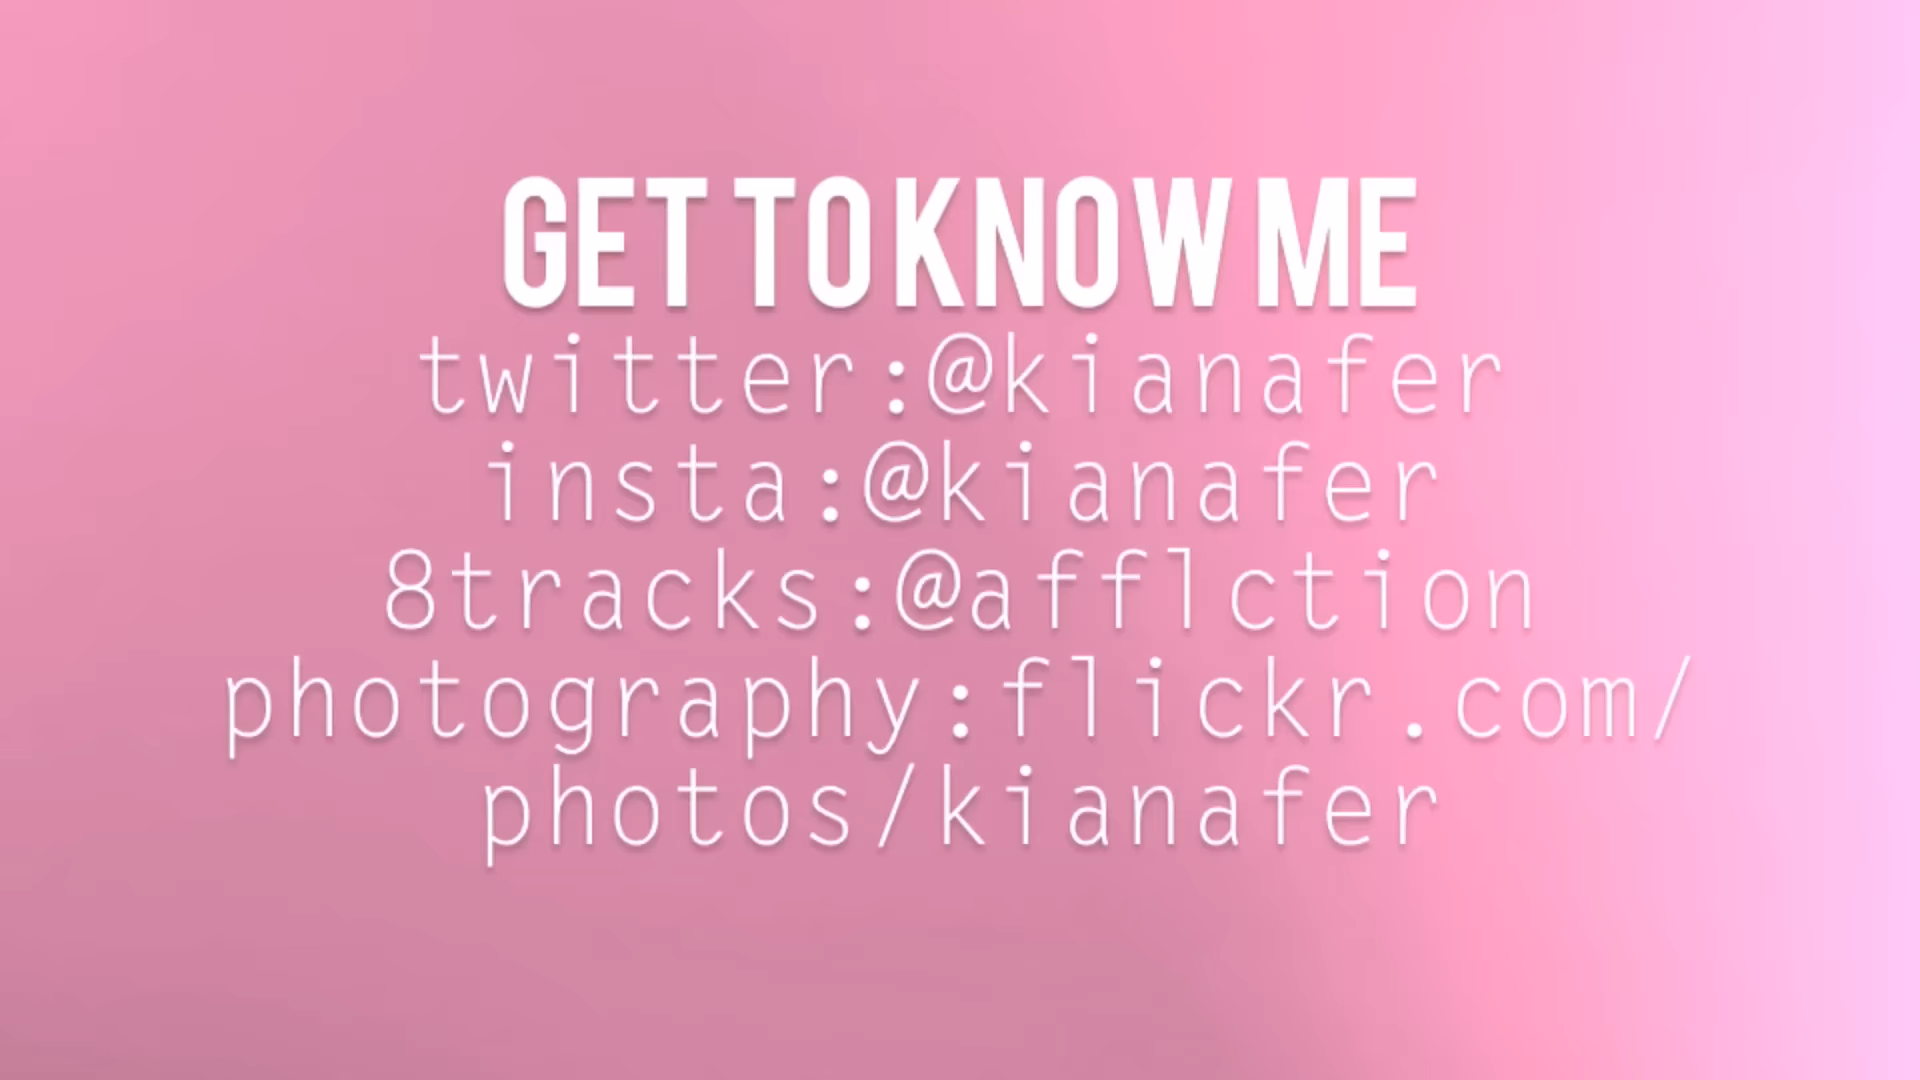 GET TO KNOW ME
twitter:@kianafer
insta:@kianafer
8tracks:@afflction
photography:flickr.com/
photos/kianafer